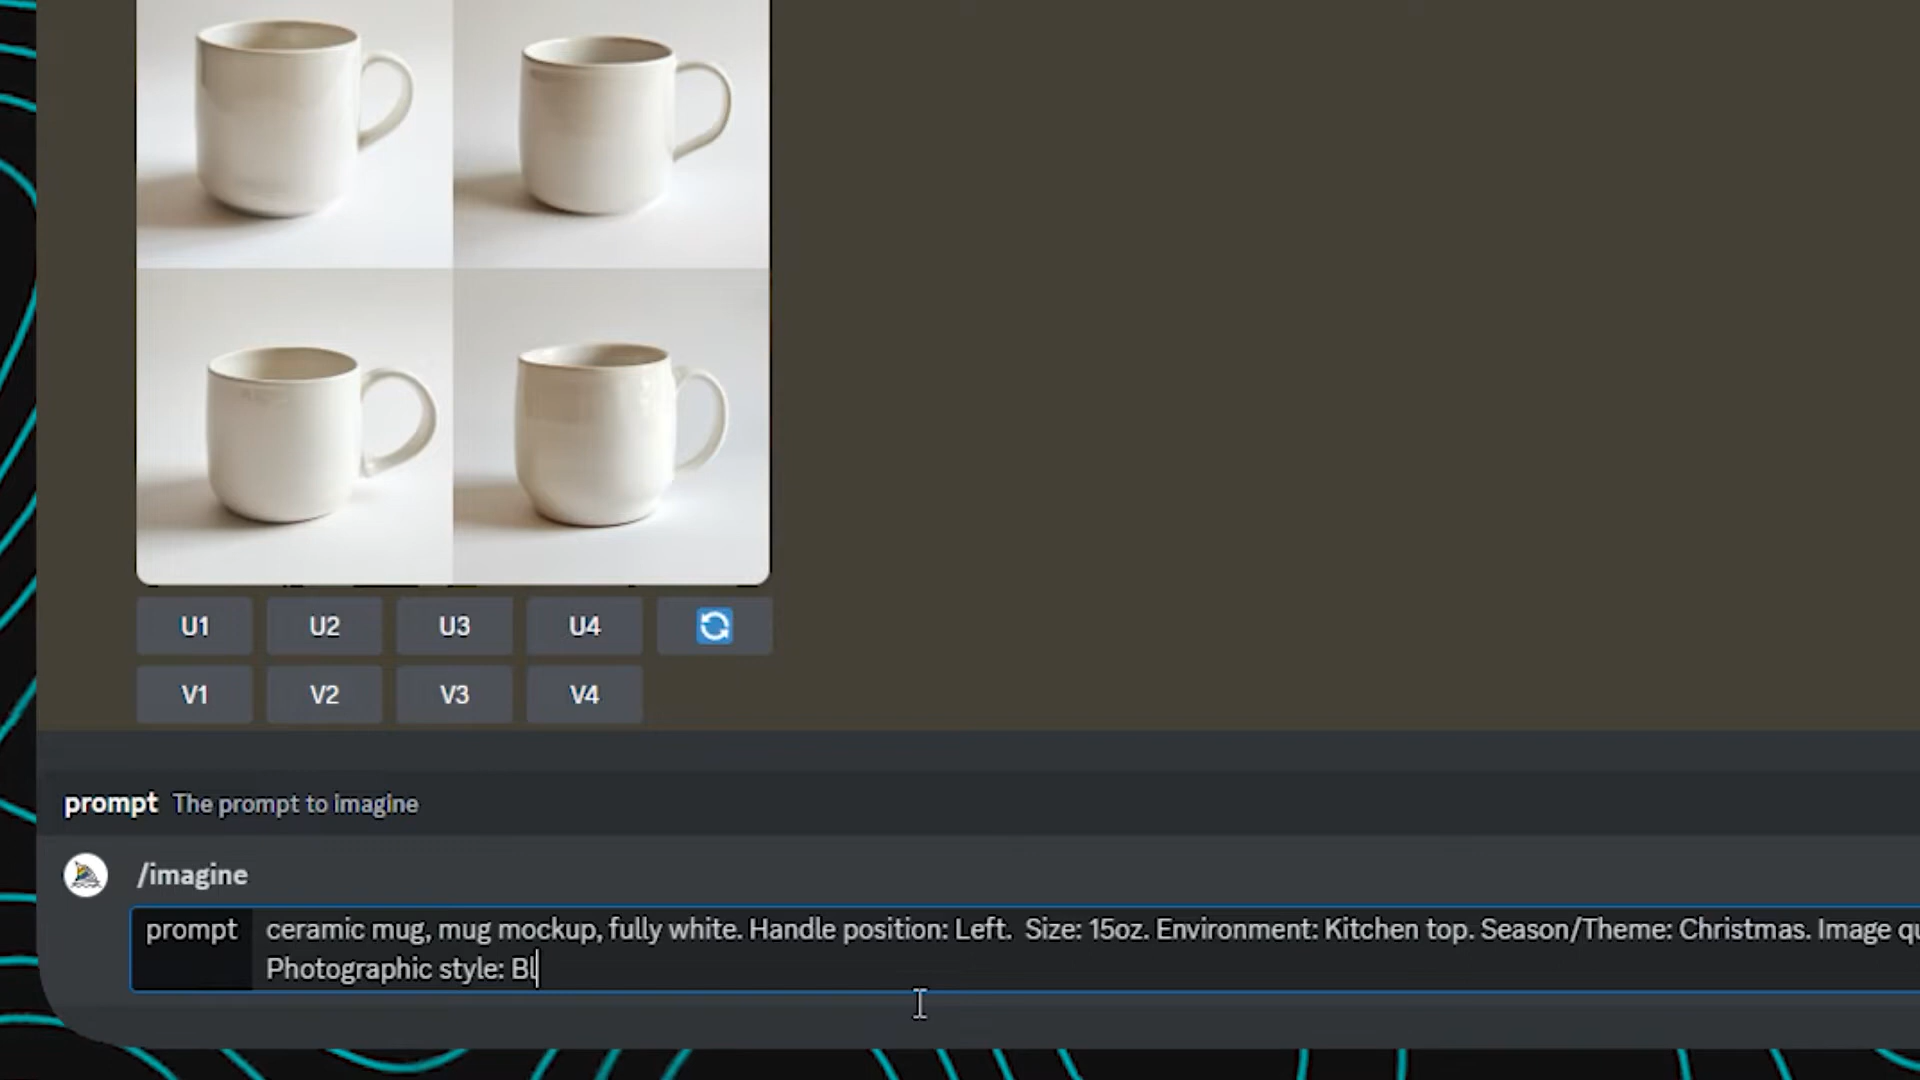 U1 U2 U3 U4
V1 V2 V3 V4
prompt The prompt to imagine
/imagine
prompt ceramic mug, mug mockup, fully white. Handle position: Left. Size: 15oz. Environment: Kitchen top. Season/Theme: Christmas. Image
Photographic style: Bl